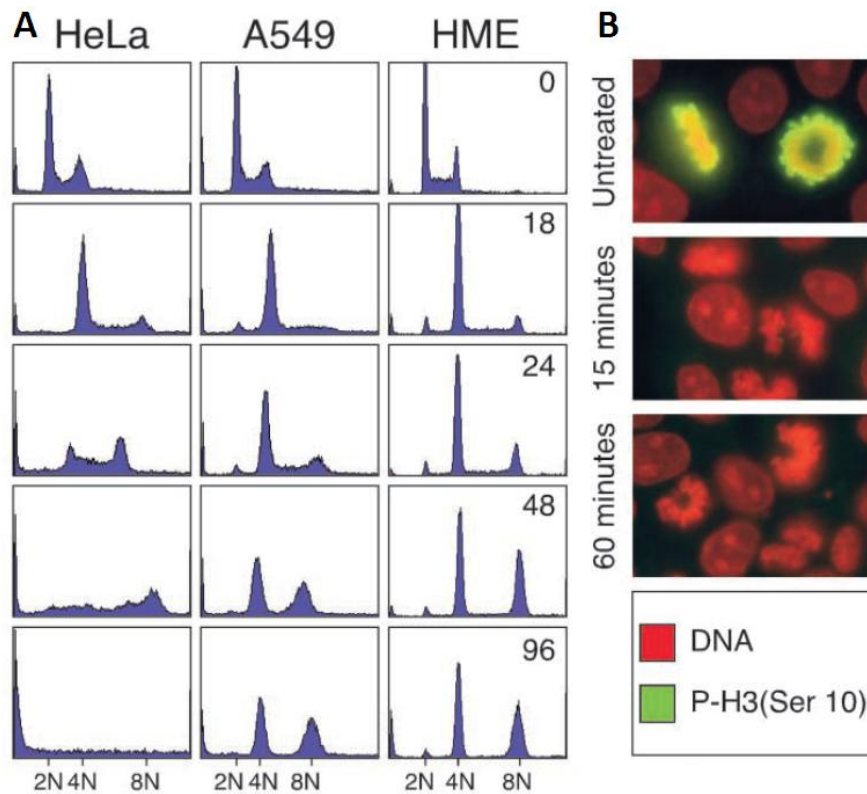 A
HeLa
A549
HME
0
18
24
48
96
2N 4N 8N
2N 4N 8N
2N 4N 8N
B
Untreated
15 minutes
60 minutes
DNA
P-H3(Ser 10)